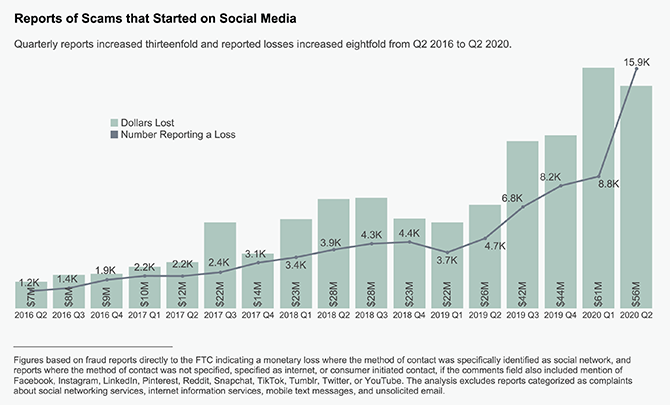 Reports of Scams that Started on Social Media
Quarterly reports increased thirteenfold and reported losses increased eightfold from Q2 2016 to Q2 2020.
Dollars Lost
Number Reporting a Loss
1.2K 1.4K 1.9K 2.2K 2.2K 2.4K 3.1K 3.4K 3.9K 4.3K 4.4K 3.7K 4.7K 6.8K 8.2K 8.8K 15.9K
$7M $8M $9M $10M $12M $22M $14M $23M $28M $28M $23M $22M $26M $42M $44M $61M $56M
2016 Q2 2016 Q3 2016 Q4 2017 Q1 2017 Q2 2017 Q3 2017 Q4 2018 Q1 2018 Q2 2018 Q3 2018 Q4 2019 Q1 2019 Q2 2019 Q3 2019 Q4 2020 Q1 2020 Q2
Figures based on fraud reports directly to the FTC indicating a monetary loss where the method of contact was specifically identified as social network, and
reports where the method of contact was not specified, specified as internet, or consumer initiated contact, if the comments field also included mention of
Facebook, Instagram, LinkedIn, Pinterest, Reddit, Snapchat, TikTok, Tumblr, Twitter, or YouTube. The analysis excludes reports categorized as complaints
about social networking services, internet information services, mobile text messages, and unsolicited email.